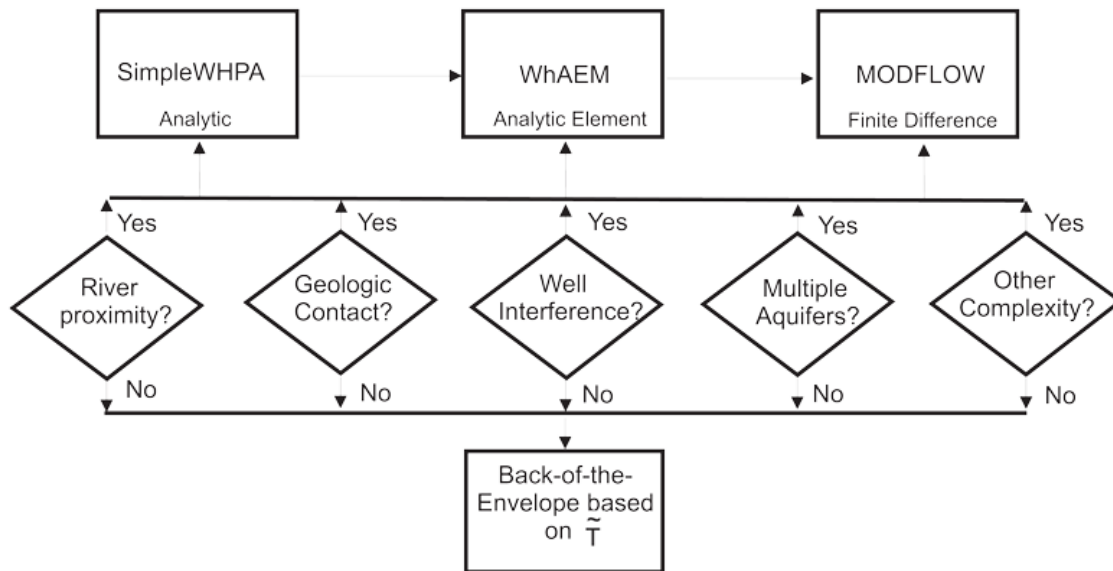 SimpleWHPA
Analytic
WhAEM
Analytic Element
MODFLOW
Finite Difference
Yes
Yes
Yes
Yes
Yes
River
proximity?
Geologic
Contact?
Well
Interference?
Multiple
Aquifers?
Other
Complexity?
No
No
No
No
No
Back-of-the-
Envelope based
on T̃